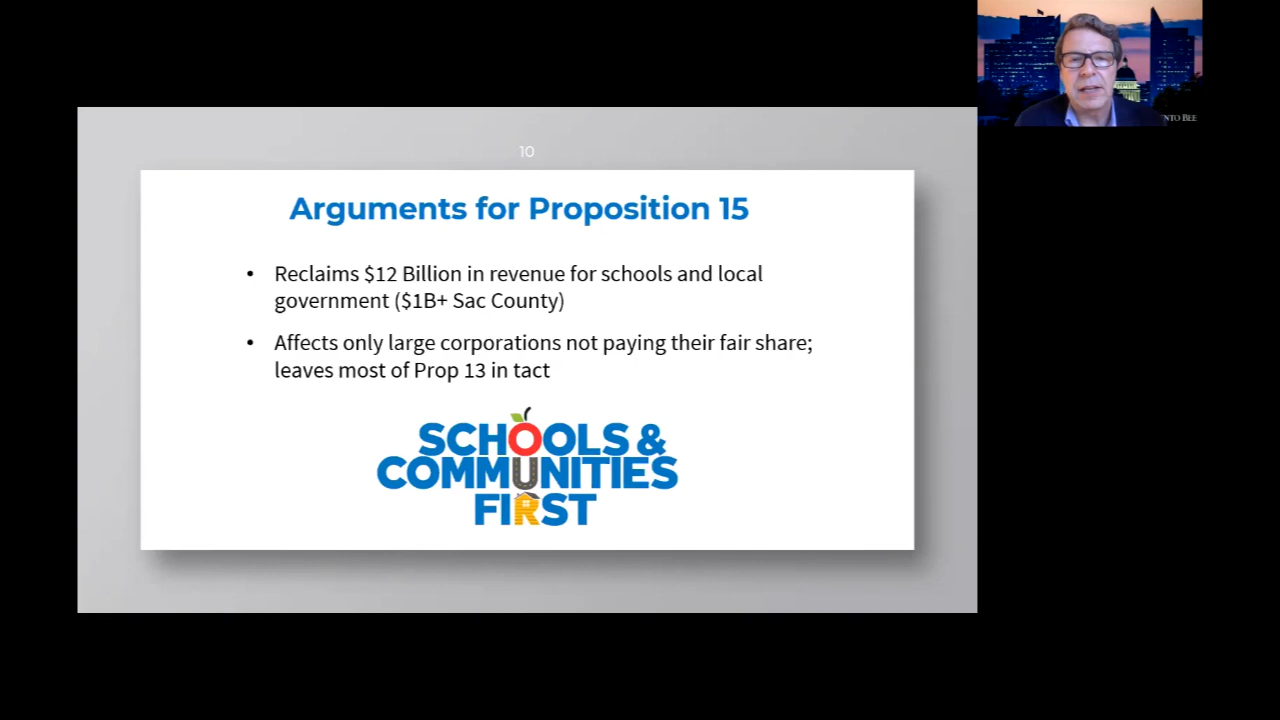 10
Arguments for Proposition 15
• Reclaims $12 Billion in revenue for schools and local
government ($1B+ Sac County)
• Affects only large corporations not paying their fair share;
leaves most of Prop 13 in tact
SCHOOLS &
COMMUNITIES
FIRST
BEE